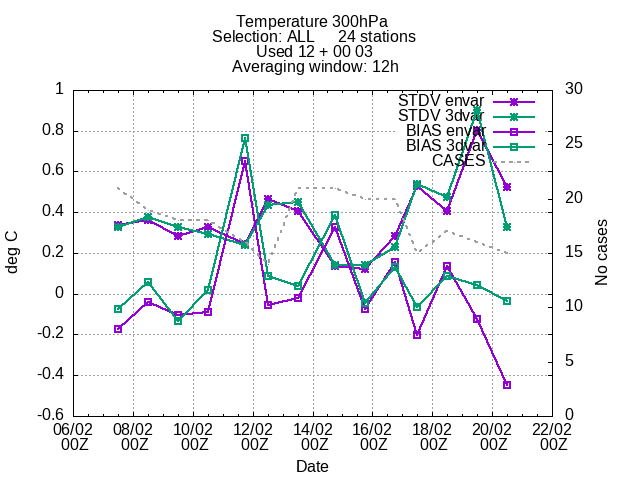 Temperature 300hPa
Selection: ALL     24 stations
Used 12 + 00 03
Averaging window: 12h
STDV envar
STDV 3dvar
BIAS envar
BIAS 3dvar
CASES
1
0.8
0.6
0.4
0.2
0
-0.2
-0.4
-0.6
deg C
30
25
20
15
10
5
0
No cases
06/02 08/02 10/02 12/02 14/02 16/02 18/02 20/02 22/02
00Z 00Z 00Z 00Z 00Z 00Z 00Z 00Z 00Z
Date